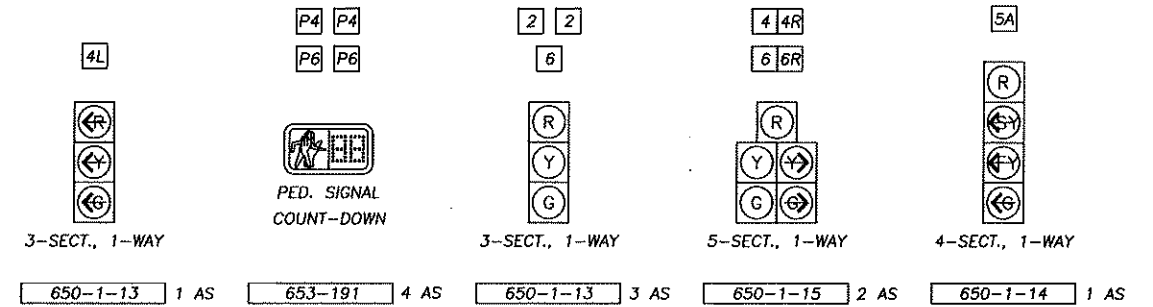 4L
←R
←Y
←G
3-SECT., 1-WAY
650-1-13 1 AS
P4 P4
P6 P6
88
PED. SIGNAL
COUNT-DOWN
653-191 4 AS
2 2
6
R
Y
G
3-SECT., 1-WAY
650-1-13 3 AS
4 4R
6 6R
R
Y Y→
G G→
5-SECT., 1-WAY
650-1-15 2 AS
5A
R
←SY
←FY
←G
4-SECT., 1-WAY
650-1-14 1 AS